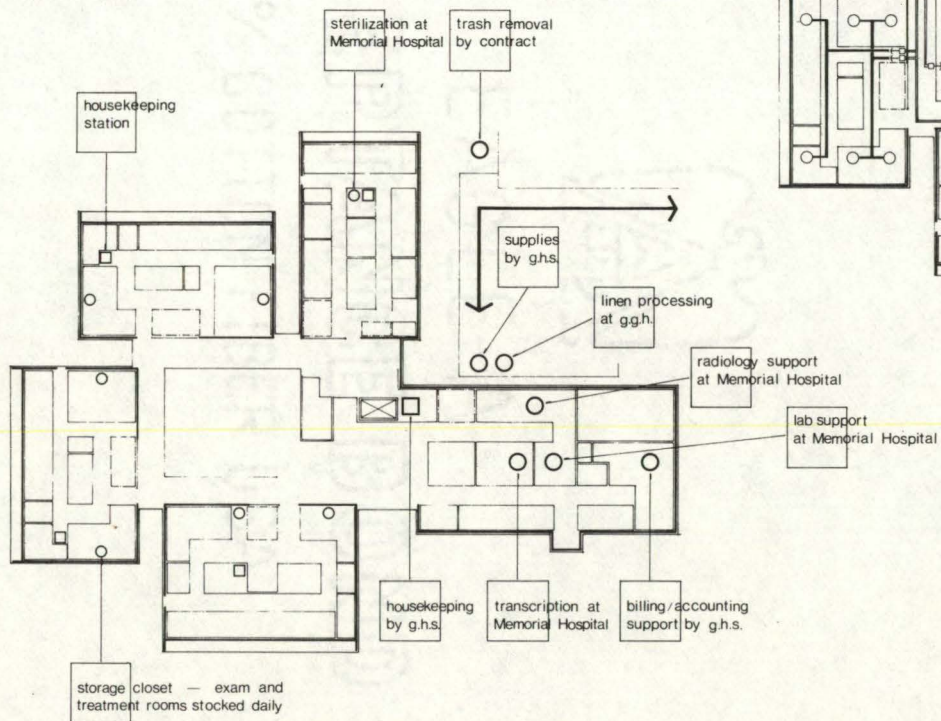 sterilization at
Memorial Hospital
trash removal
by contract
housekeeping
station
supplies
by g.h.s.
linen processing
at g.g.h.
radiology support
at Memorial Hospital
lab support
at Memorial Hospital
housekeeping
by g.h.s.
transcription at
Memorial Hospital
billing/accounting
support by g.h.s.
storage closet — exam and
treatment rooms stocked daily